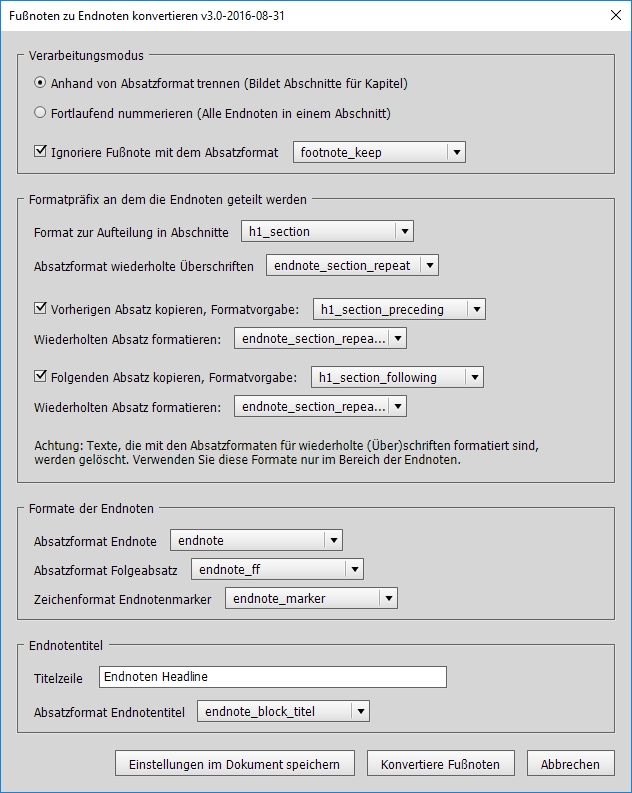 Fußnoten zu Endnoten konvertieren v3.0-2016-08-31
Verarbeitungsmodus
Anhand von Absatzformat trennen (Bildet Abschnitte für Kapitel)
Fortlaufend nummerieren (Alle Endnoten in einem Abschnitt)
Ignoriere Fußnote mit dem Absatzformat footnote_keep
Formatpräfix an dem die Endnoten geteilt werden
Format zur Aufteilung in Abschnitte h1_section
Absatzformat wiederholte Überschriften endnote_section_repeat
Vorherigen Absatz kopieren, Formatvorgabe: h1_section_preceding
Wiederholten Absatz formatieren: endnote_section_repea...
Folgenden Absatz kopieren, Formatvorgabe: h1_section_following
Wiederholten Absatz formatieren: endnote_section_repea...
Achtung: Texte, die mit den Absatzformaten für wiederholte (Über)schriften formatiert sind,
werden gelöscht. Verwenden Sie diese Formate nur im Bereich der Endnoten.
Formate der Endnoten
Absatzformat Endnote endnote
Absatzformat Folgeabsatz endnote_ff
Zeichenformat Endnotenmarker endnote_marker
Endnotentitel
Titelzeile Endnoten Headline
Absatzformat Endnotentitel endnote_block_titel
Einstellungen im Dokument speichern Konvertiere Fußnoten Abbrechen